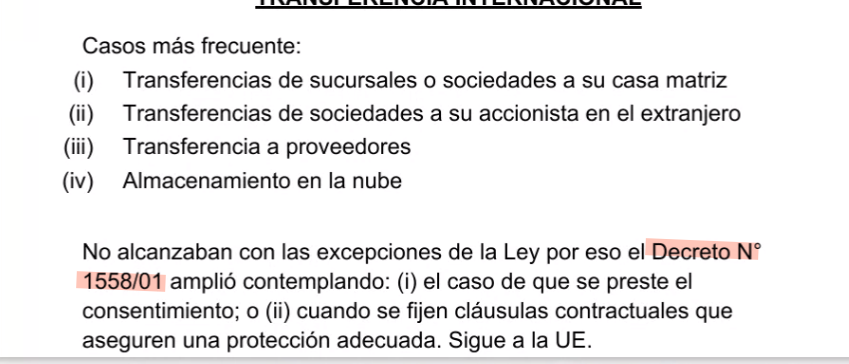 TRANSFERENCIA INTERNACIONAL
Casos más frecuente:
(i) Transferencias de sucursales o sociedades a su casa matriz
(ii) Transferencias de sociedades a su accionista en el extranjero
(iii) Transferencia a proveedores
(iv) Almacenamiento en la nube
No alcanzaban con las excepciones de la Ley por eso el Decreto N°
1558/01 amplió contemplando: (i) el caso de que se preste el
consentimiento; o (ii) cuando se fijen cláusulas contractuales que
aseguren una protección adecuada. Sigue a la UE.